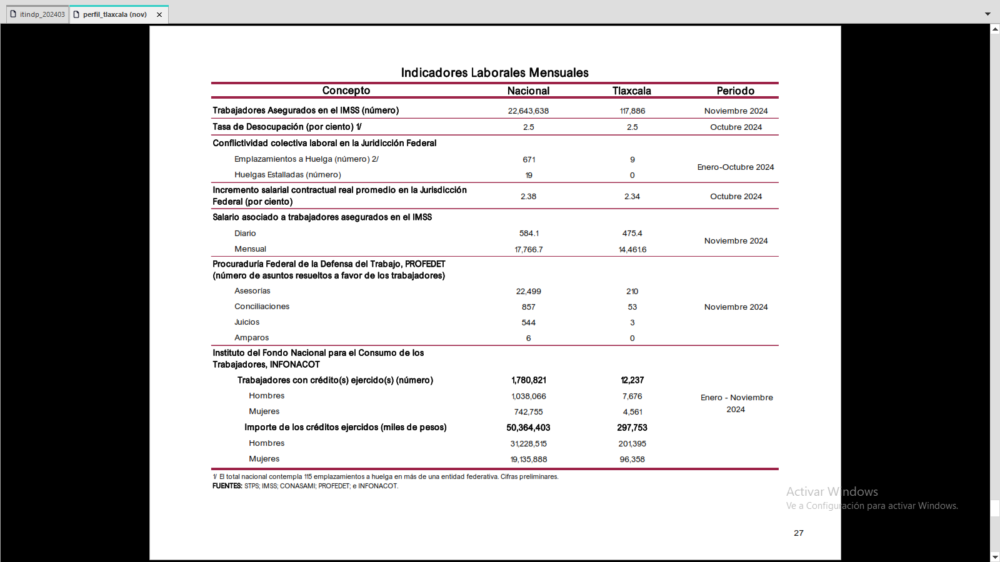 itindp_202403
perfil_tlaxcala (nov)
Indicadores Laborales Mensuales
Concepto Nacional Tlaxcala Periodo
Trabajadores Asegurados en el IMSS (número) 22,643,638 117,886 Noviembre 2024
Tasa de Desocupación (por ciento) 1/ 2.5 2.5 Octubre 2024
Conflictividad colectiva laboral en la Juridicción Federal
Emplazamientos a Huelga (número) 2/ 671 9
Enero-Octubre 2024
Huelgas Estalladas (número) 19 0
Incremento salarial contractual real promedio en la Jurisdicción
Federal (por ciento) 2.38 2.34 Octubre 2024
Salario asociado a trabajadores asegurados en el IMSS
Diario 584.1 475.4
Noviembre 2024
Mensual 17,766.7 14,461.6
Procuraduría Federal de la Defensa del Trabajo, PROFEDET
(número de asuntos resueltos a favor de los trabajadores)
Asesorías 22,499 210
Conciliaciones 857 53 Noviembre 2024
Juicios 544 3
Amparos 6 0
Instituto del Fondo Nacional para el Consumo de los
Trabajadores, INFONACOT
Trabajadores con crédito(s) ejercido(s) (número) 1,780,821 12,237
Hombres 1,038,066 7,676 Enero - Noviembre
2024
Mujeres 742,755 4,561
Importe de los créditos ejercidos (miles de pesos) 50,364,403 297,753
Hombres 31,228,515 201,395
Mujeres 19,135,888 96,358
1/ El total nacional contempla 115 emplazamientos a huelga en más de una entidad federativa. Cifras preliminares.
FUENTES: STPS; IMSS; CONASAMI; PROFEDET; e INFONACOT.
Activar Windows
Ve a Configuración para activar Windows.
27